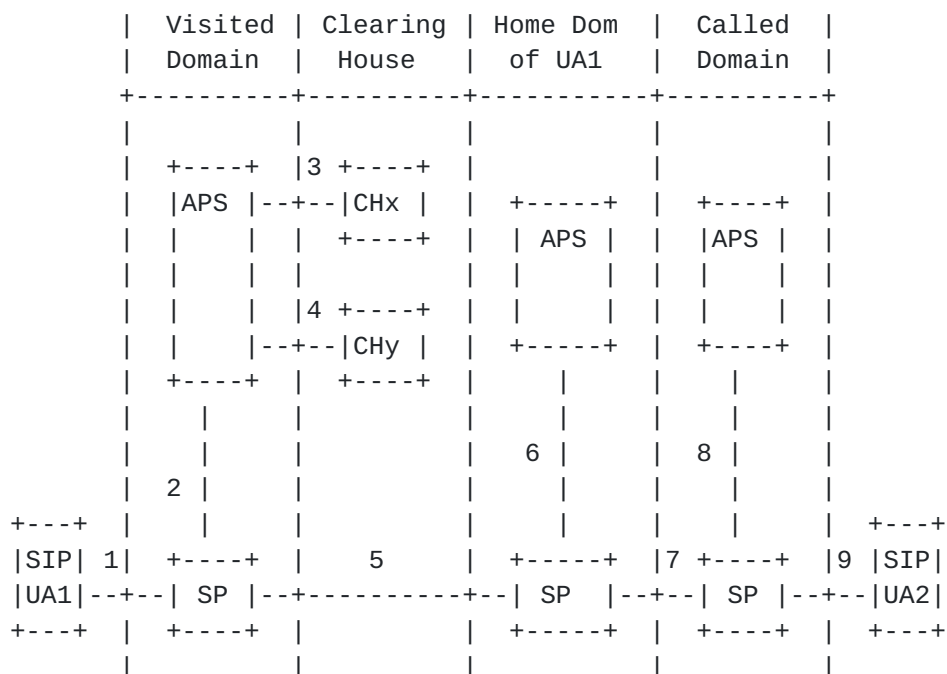 |  Visited | Clearing | Home Dom  |  Called  |
            |  Domain  |  House   |  of UA1   |  Domain  |
            +----------+----------+-----------+----------+
            |          |          |           |          |
            |  +----+  |3 +----+  |           |          |
            |  |APS |--+--|CHx |  |  +-----+  |  +----+  |
            |  |    |  |  +----+  |  | APS |  |  |APS |  |
            |  |    |  |          |  |     |  |  |    |  |
            |  |    |  |4 +----+  |  |     |  |  |    |  |
            |  |    |--+--|CHy |  |  +-----+  |  +----+  |
            |  +----+  |  +----+  |     |     |    |     |
            |    |     |          |     |     |    |     |
            |    |     |          |   6 |     |  8 |     |
            |  2 |     |          |     |     |    |     |
+---+  |    |     |          |     |     |    |     |  +---+
|SIP| 1|  +----+  |    5     |  +-----+  |7 +----+  |9 |SIP|
|UA1|--+--| SP |--+----------+--| SP  |--+--| SP |--+--|UA2|
+---+  |  +----+  |          |  +-----+  |  +----+  |  +---+
            |          |          |           |          |